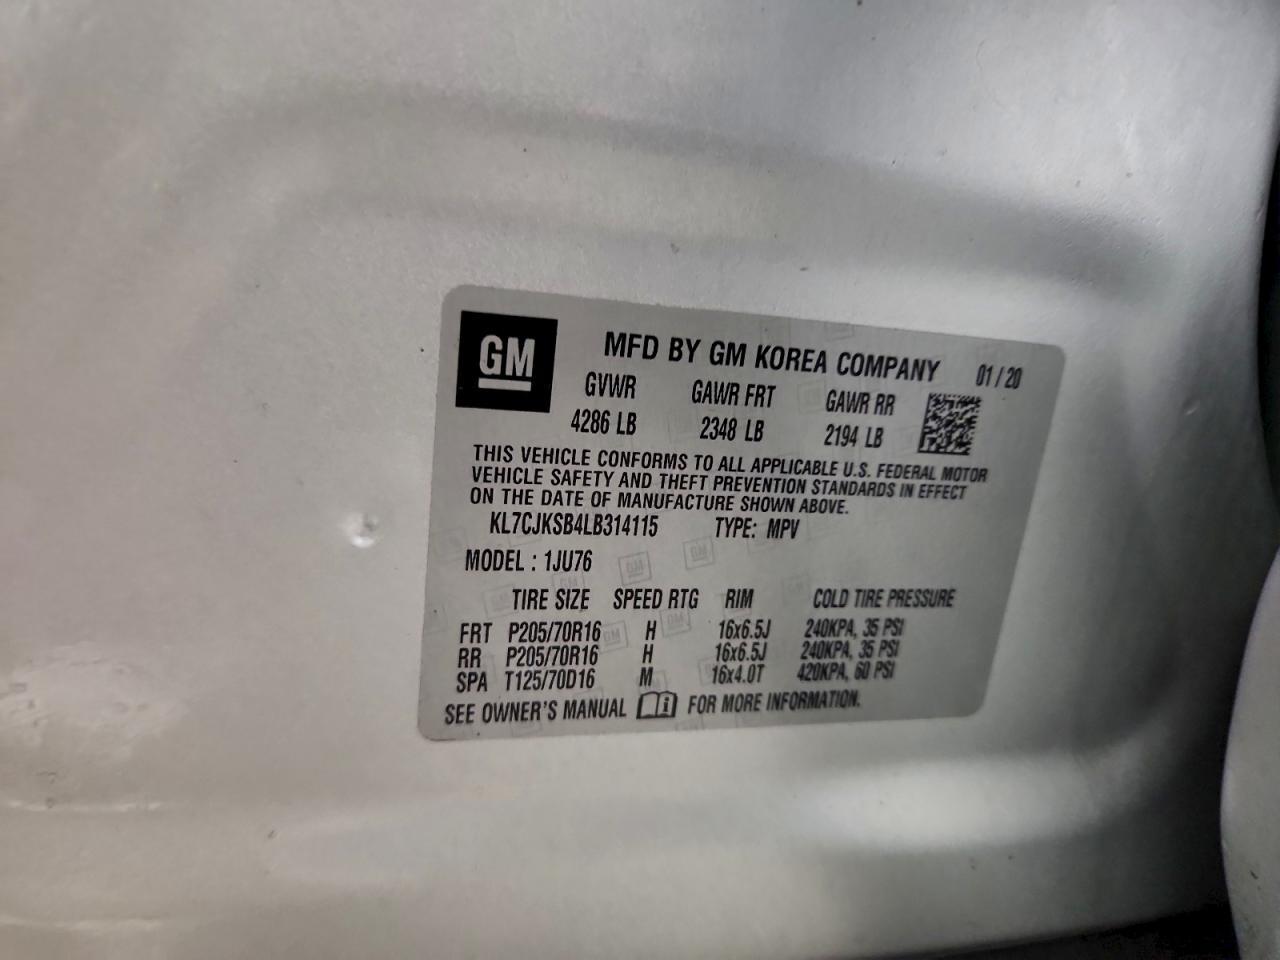 GM
MFD BY GM KOREA COMPANY 01 / 20
GVWR GAWR FRT GAWR RR
4286 LB 2348 LB 2194 LB
THIS VEHICLE CONFORMS TO ALL APPLICABLE U.S. FEDERAL MOTOR
VEHICLE SAFETY AND THEFT PREVENTION STANDARDS IN EFFECT
ON THE DATE OF MANUFACTURE SHOWN ABOVE.
KL7CJKSB4LB314115 TYPE: MPV
MODEL : 1JU76
TIRE SIZE SPEED RTG RIM COLD TIRE PRESSURE
FRT P205/70R16 H 16x6.5J 240KPA, 35 PSI
RR P205/70R16 H 16x6.5J 240KPA, 35 PSI
SPA T125/70D16 M 16x4.0T 420KPA, 60 PSI
SEE OWNER'S MANUAL i FOR MORE INFORMATION.